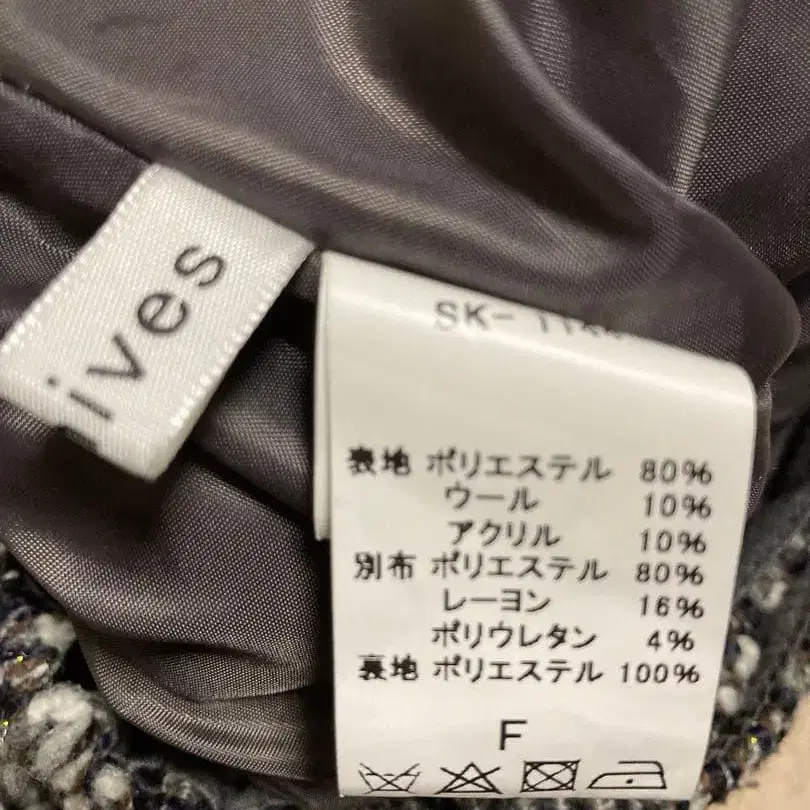 ives
SK-
表地 ポリエステル 80%
ウール 10%
アクリル 10%
別布 ポリエステル 80%
レーヨン 16%
ポリウレタン 4%
裏地 ポリエステル 100%
F